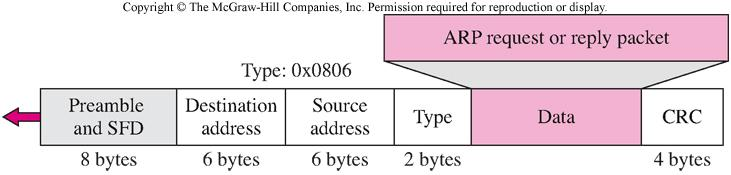 Copyright © The McGraw-Hill Companies, Inc. Permission required for reproduction or display.
ARP request or reply packet
Type: 0x0806
Preamble
and SFD
Destination
address
Source
address
Type
Data
CRC
8 bytes
6 bytes
6 bytes
2 bytes
4 bytes